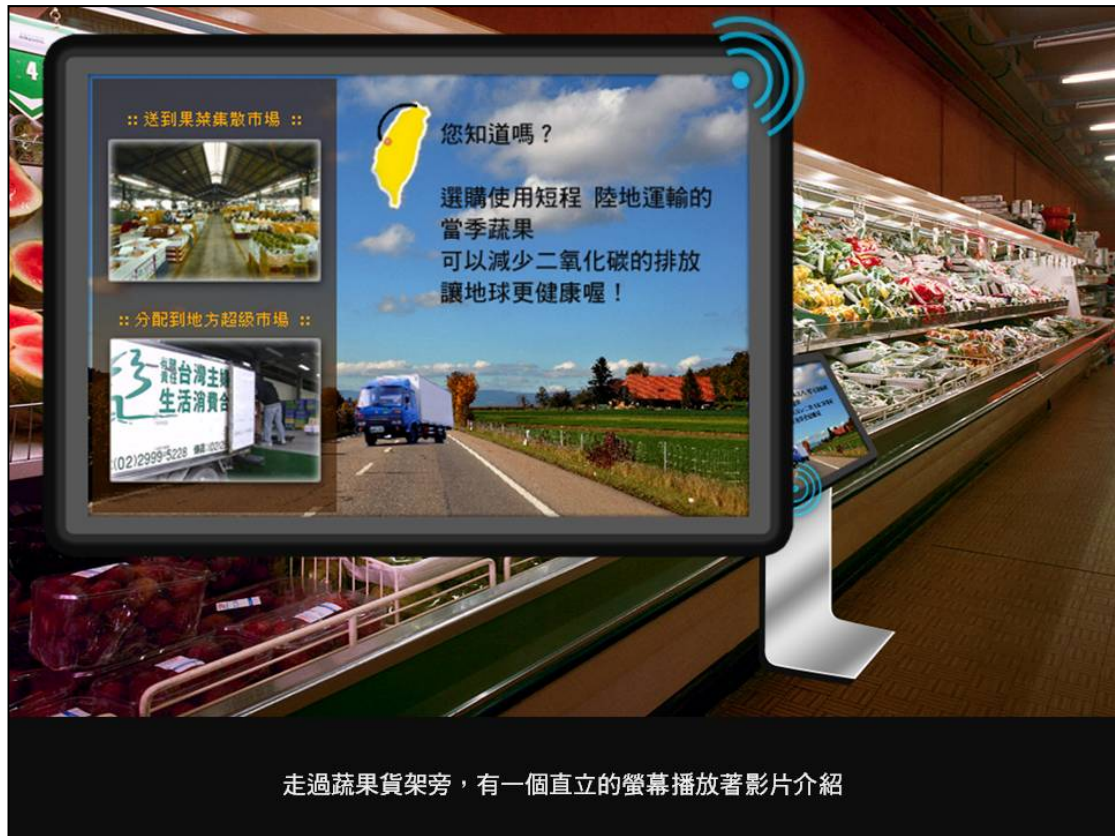 4
:: 送到果菜集散市場 ::
:: 分配到地方超級市場 ::
台灣主婦
生活消費合
:(02)2999-5228
您知道嗎？
選購使用短程 陸地運輸的
當季蔬果
可以減少二氧化碳的排放
讓地球更健康喔！
走過蔬果貨架旁，有一個直立的螢幕播放著影片介紹